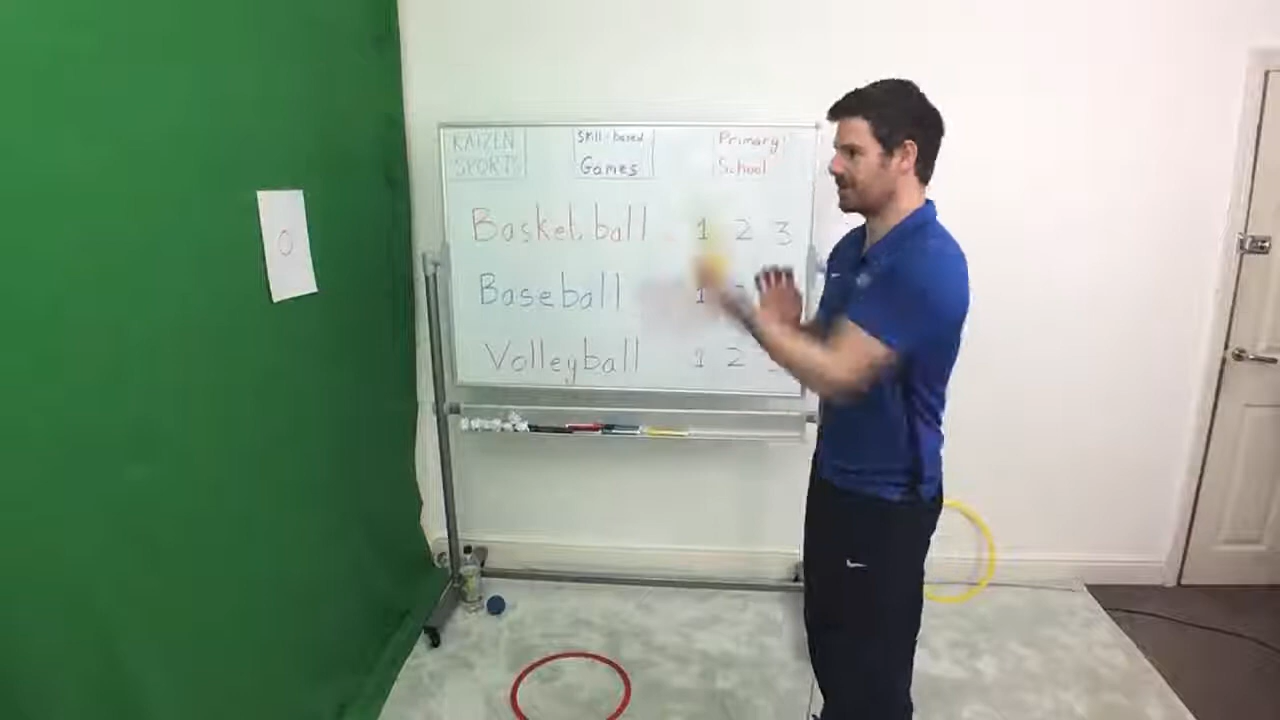 KAIZEN SPORTS
Skill-based Games
Primary School
Basketball 1 2 3
Baseball 1
Volleyball 1 2
0